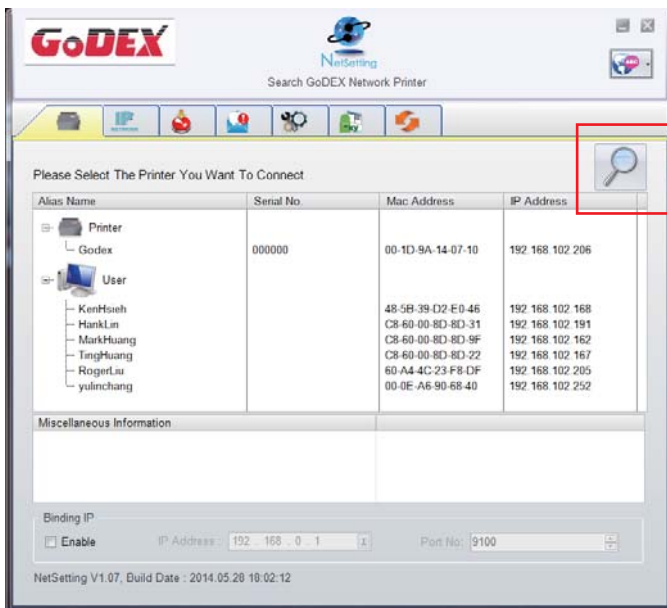 GoDEX
NetSetting
Search GoDEX Network Printer
IP
Please Select The Printer You Want To Connect
Alias Name Serial No. Mac Address IP Address
Printer
Godex 000000 00-1D-9A-14-07-10 192.168.102.206
User
KenHsieh 48-5B-39-D2-E0-46 192.168.102.168
HankLin C8-60-00-8D-8D-31 192.168.102.191
MarkHuang C8-60-00-8D-8D-9F 192.168.102.162
TingHuang C8-60-00-8D-8D-22 192.168.102.167
RogerLiu 60-A4-4C-23-F8-DF 192.168.102.205
yulinchang 00-0E-A6-90-68-40 192.168.102.252
Miscellaneous Information
Binding IP
Enable IP Address : 192 . 168 . 0 . 1 x Port No: 9100
NetSetting V1.07, Build Date : 2014.05.28 18:02:12